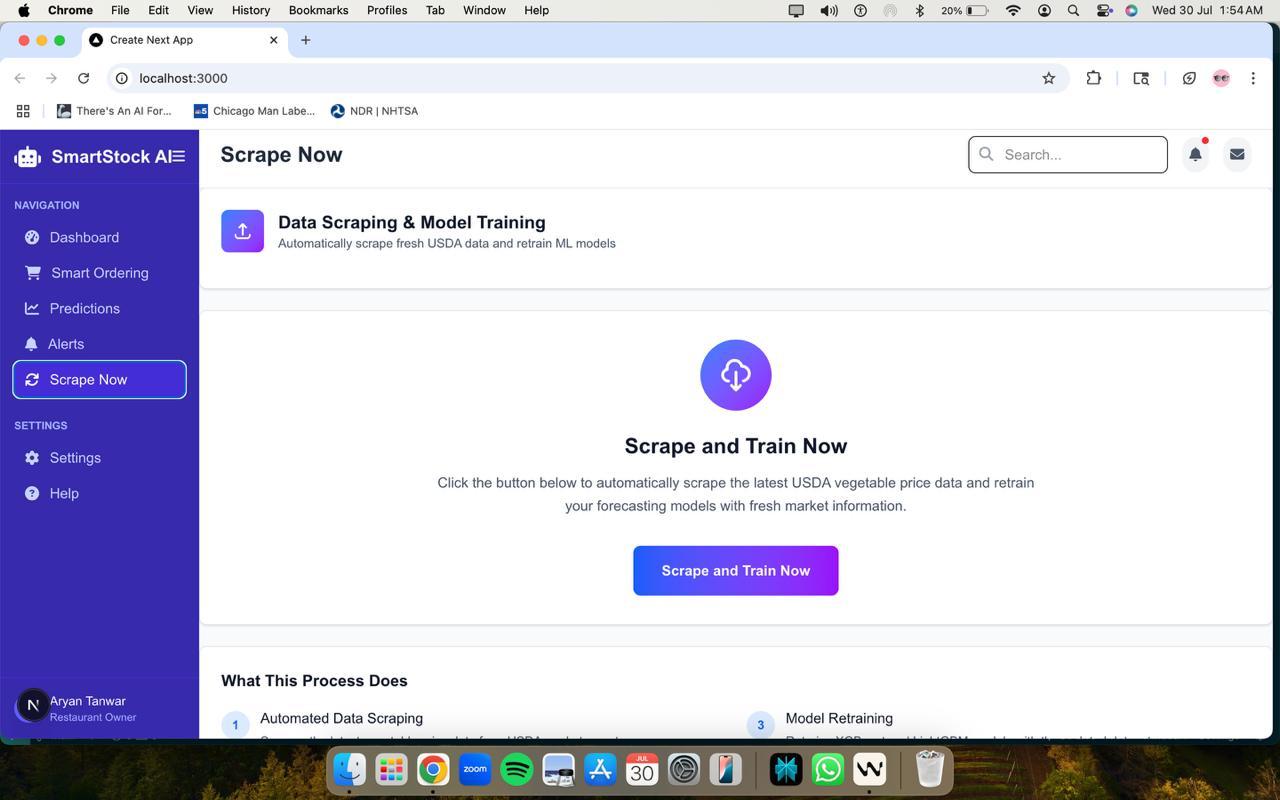 Chrome File Edit View History Bookmarks Profiles Tab Window Help 20% Wed 30 Jul 1:54 AM
Create Next App
localhost:3000
There's An AI For... Chicago Man Labe... NDR | NHTSA
SmartStock AI
Scrape Now
Search...
NAVIGATION
Dashboard
Smart Ordering
Predictions
Alerts
Scrape Now
SETTINGS
Settings
Help
Aryan Tanwar
Restaurant Owner
N
Data Scraping & Model Training
Automatically scrape fresh USDA data and retrain ML models
Scrape and Train Now
Click the button below to automatically scrape the latest USDA vegetable price data and retrain
your forecasting models with fresh market information.
Scrape and Train Now
What This Process Does
1 Automated Data Scraping
3 Model Retraining
zoom
JUL
30